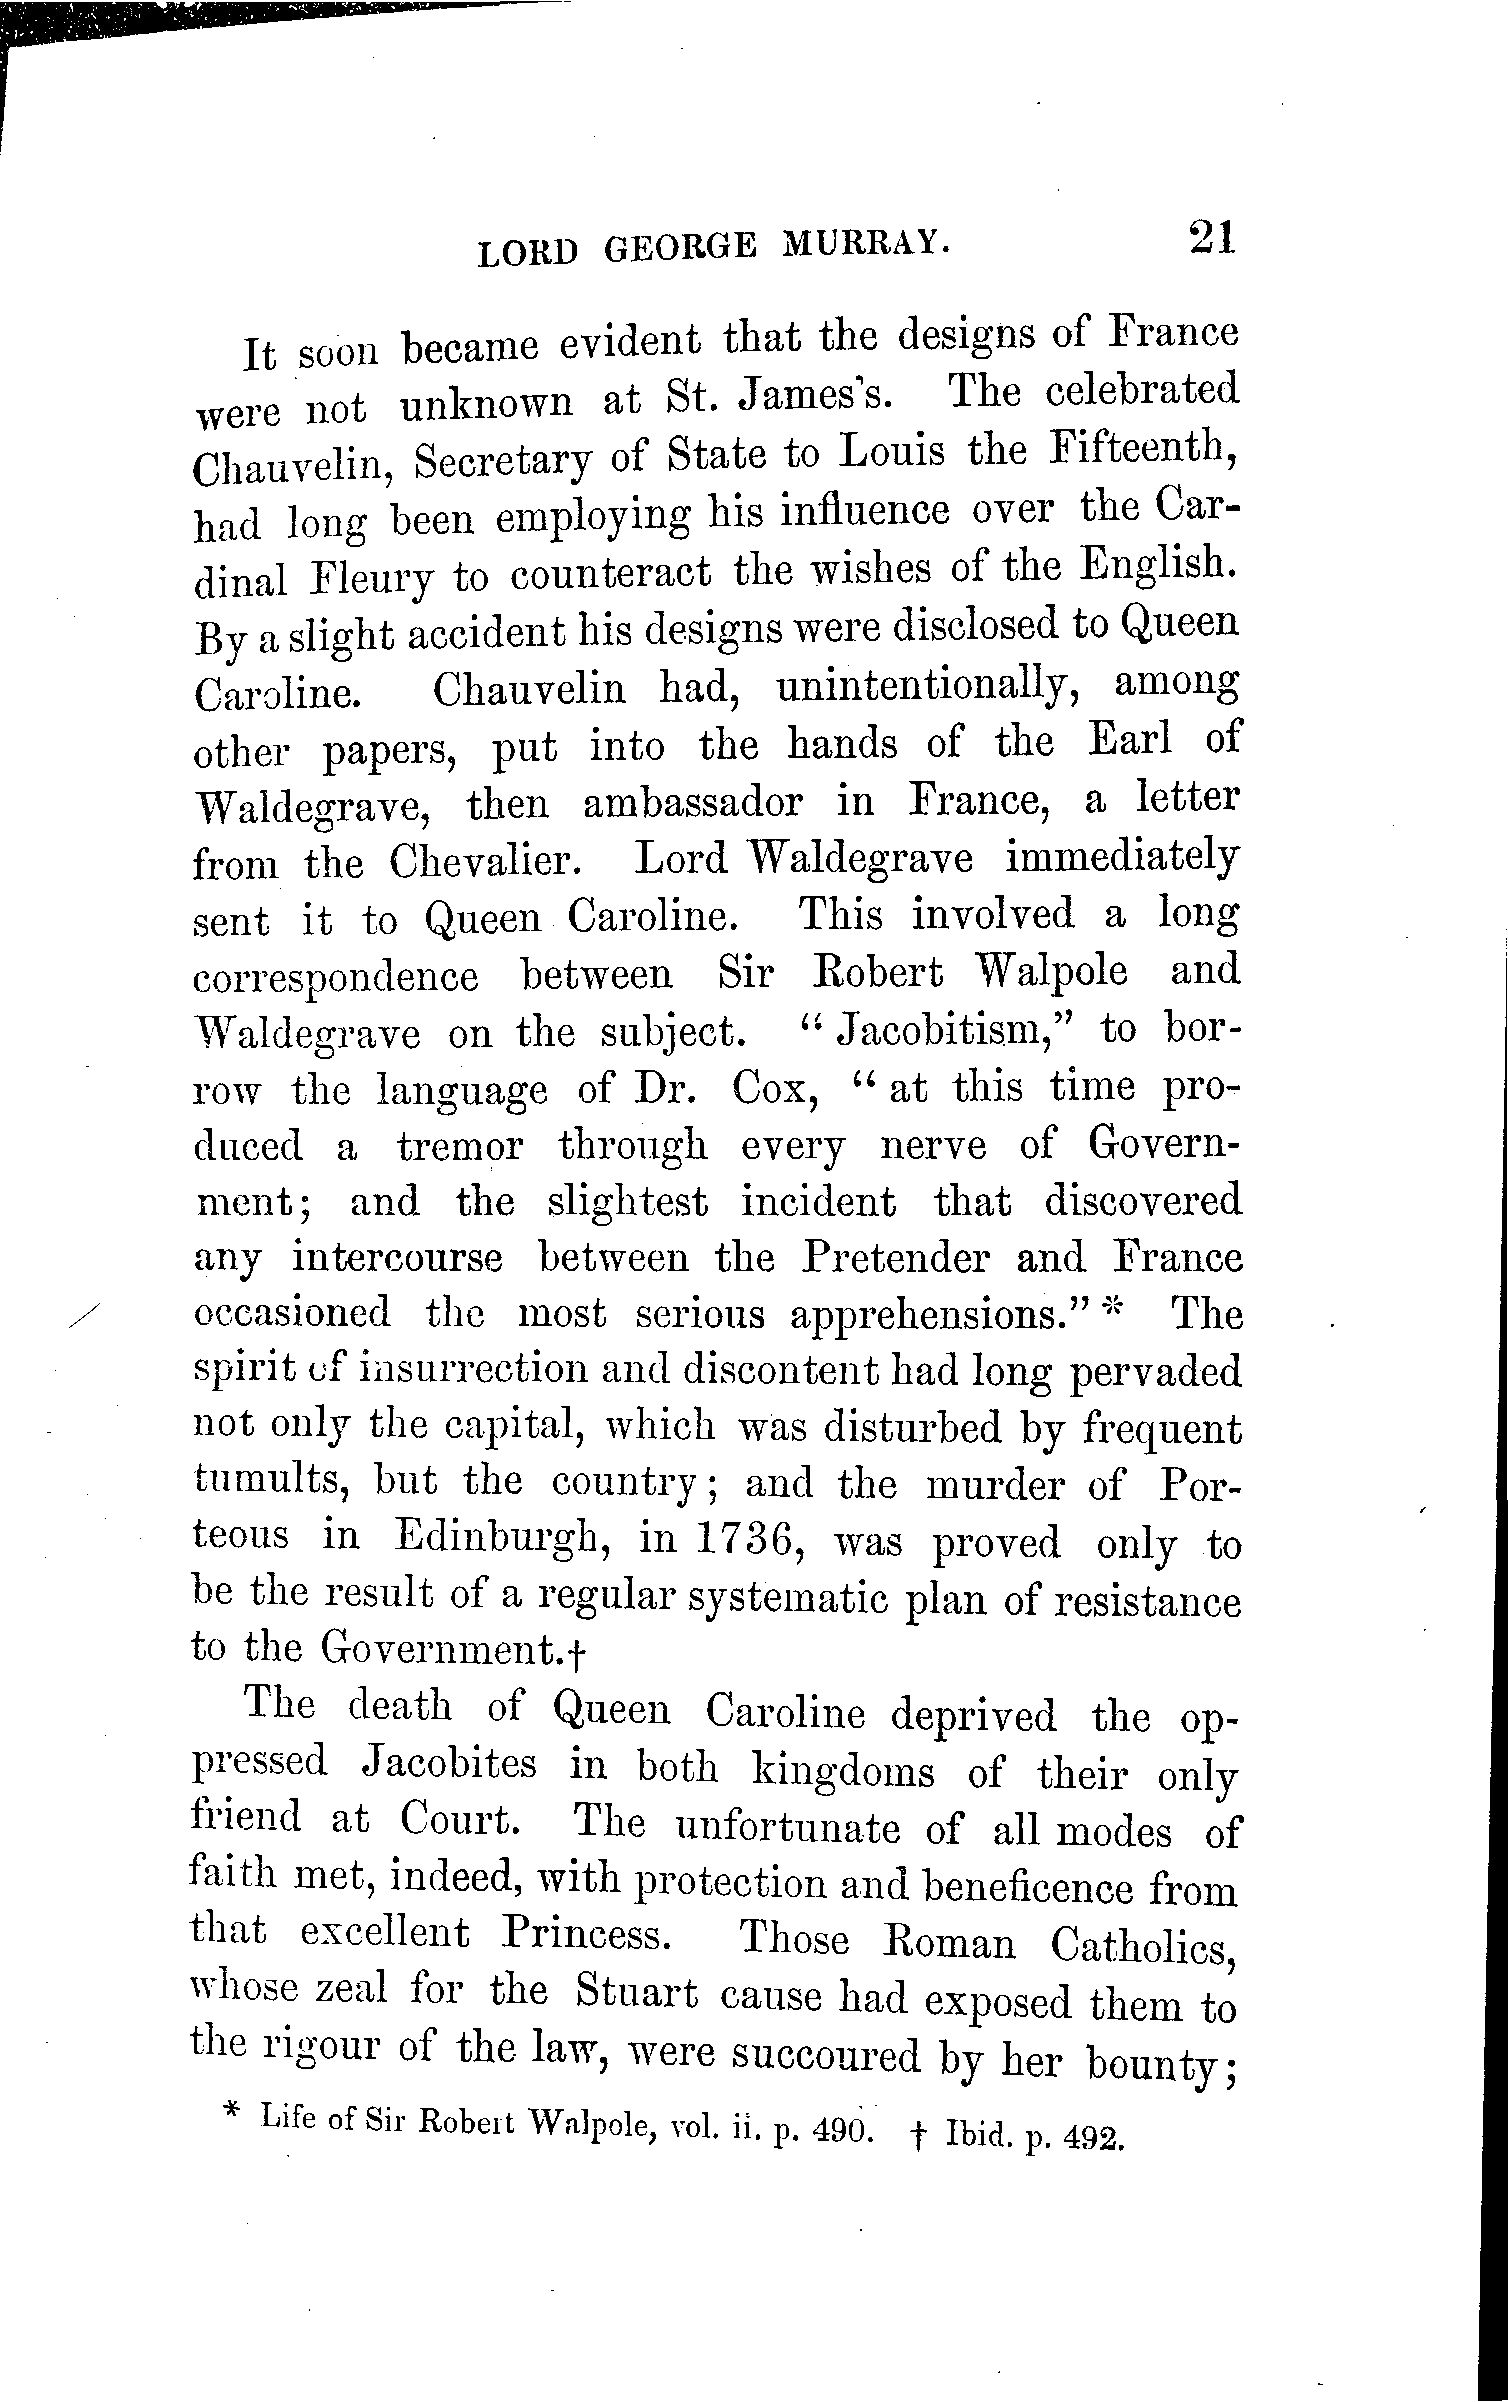 LORD GEORGE MURRAY. 21
It soon became evident that the designs of France
were not unknown at St. James's. The celebrated
Chauvelin, Secretary of State to Louis the Fifteenth,
had long been employing his influence over the Car-
dinal Fleury to counteract the wishes of the English.
By a slight accident his designs were disclosed to Queen
Caroline. Chauvelin had, unintentionally, among
other papers, put into the hands of the Earl of
Waldegrave, then ambassador in France, a letter
from the Chevalier. Lord Waldegrave immediately
sent it to Queen Caroline. This involved a long
correspondence between Sir Robert Walpole and
Waldegrave on the subject. “ Jacobitism,” to bor-
row the language of Dr. Cox, “ at this time pro-
duced a tremor through every nerve of Govern-
ment; and the slightest incident that discovered
any intercourse between the Pretender and France
occasioned the most serious apprehensions.” * The
spirit of insurrection and discontent had long pervaded
not only the capital, which was disturbed by frequent
tumults, but the country; and the murder of Por-
teous in Edinburgh, in 1736, was proved only to
be the result of a regular systematic plan of resistance
to the Government.†
The death of Queen Caroline deprived the op-
pressed Jacobites in both kingdoms of their only
friend at Court. The unfortunate of all modes of
faith met, indeed, with protection and beneficence from
that excellent Princess. Those Roman Catholics,
whose zeal for the Stuart cause had exposed them to
the rigour of the law, were succoured by her bounty;
* Life of Sir Robert Walpole, vol. ii. p. 490. † Ibid. p. 492.